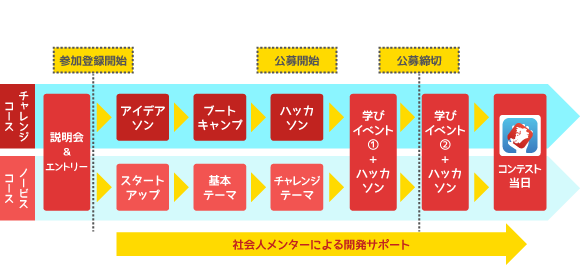 参加登録開始
公募開始
公募締切
チャレンジ
コース
説明会
&
エントリー
アイデア
ソン
ブート
キャンプ
ハッカ
ソン
学び
イベント
①
+
ハッカ
ソン
学び
イベント
②
+
ハッカ
ソン
コンテスト
当日
ノービス
コース
スタート
アップ
基本
テーマ
チャレンジ
テーマ
社会人メンターによる開発サポート